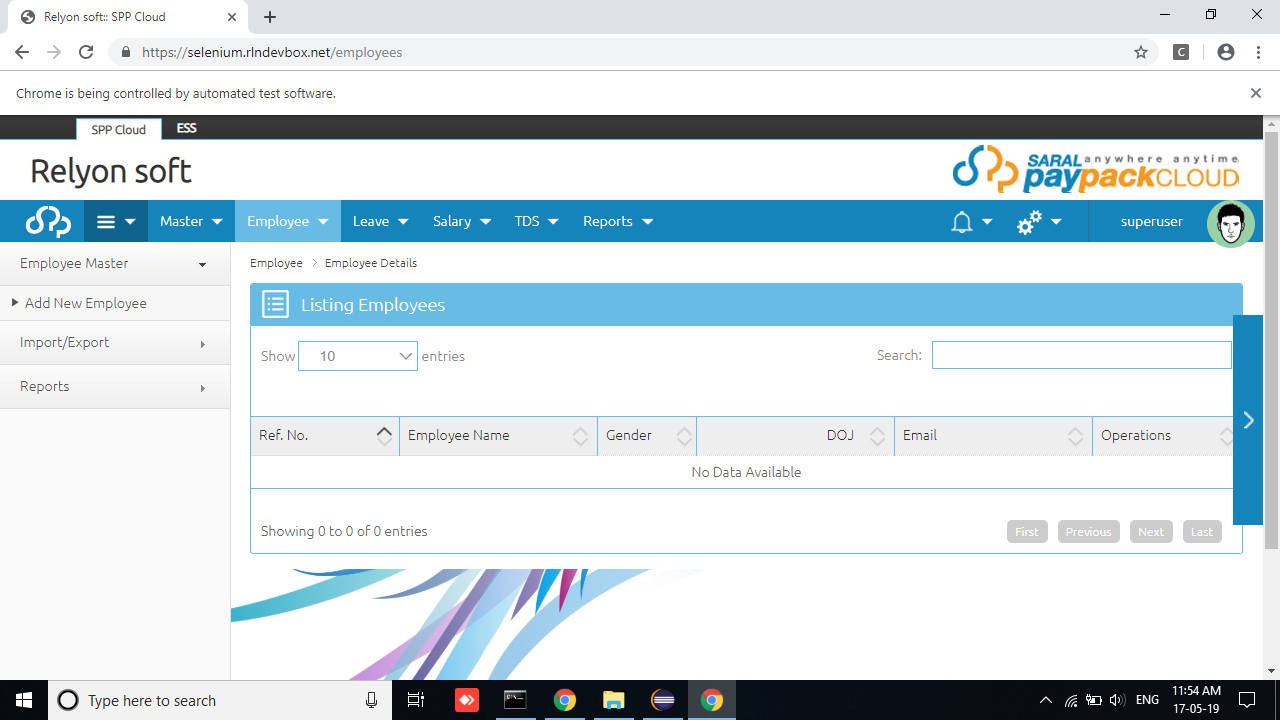 Relyon soft:: SPP Cloud
https://selenium.rlndevbox.net/employees
C
Chrome is being controlled by automated test software.
SPP Cloud ESS
Relyon soft
SARAL anywhere anytime
paypackCLOUD
Master Employee Leave Salary TDS Reports superuser
Employee Master
Add New Employee
Import/Export
Reports
Employee Employee Details
Listing Employees
Show 10 entries Search:
Ref. No. Employee Name Gender DOJ Email Operations
No Data Available
Showing 0 to 0 of 0 entries First Previous Next Last
Type here to search
ENG
11:54 AM
17-05-19